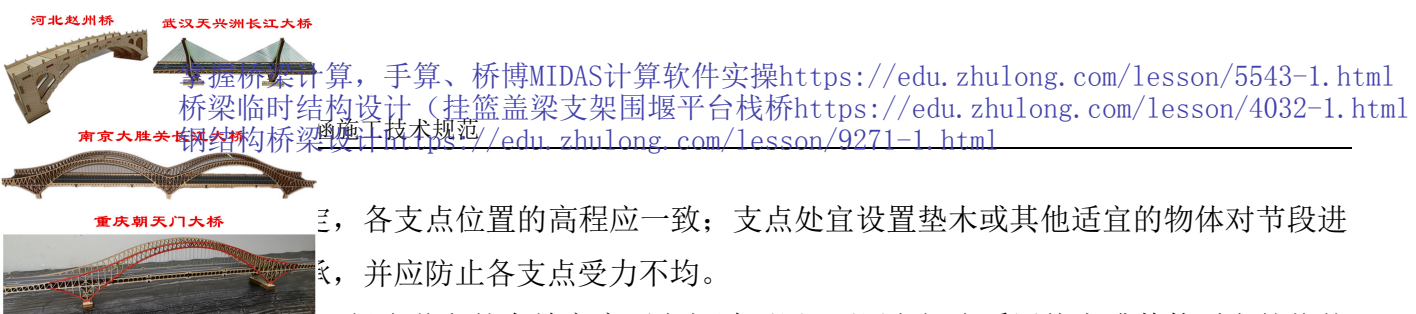 河北赵州桥
武汉天兴洲长江大桥
掌握桥梁计算，手算、桥博MIDAS计算软件实操https://edu.zhulong.com/lesson/5543-1.html
桥梁临时结构设计（挂篮盖梁支架围堰平台栈桥https://edu.zhulong.com/lesson/4032-1.html
涵施工技术规范
南京大胜关长江大桥
钢结构桥梁设计https://edu.zhulong.com/lesson/9271-1.html
，各支点位置的高程应一致；支点处宜设置垫木或其他适宜的物体对节段进
重庆朝天门大桥
，并应防止各支点受力不均。